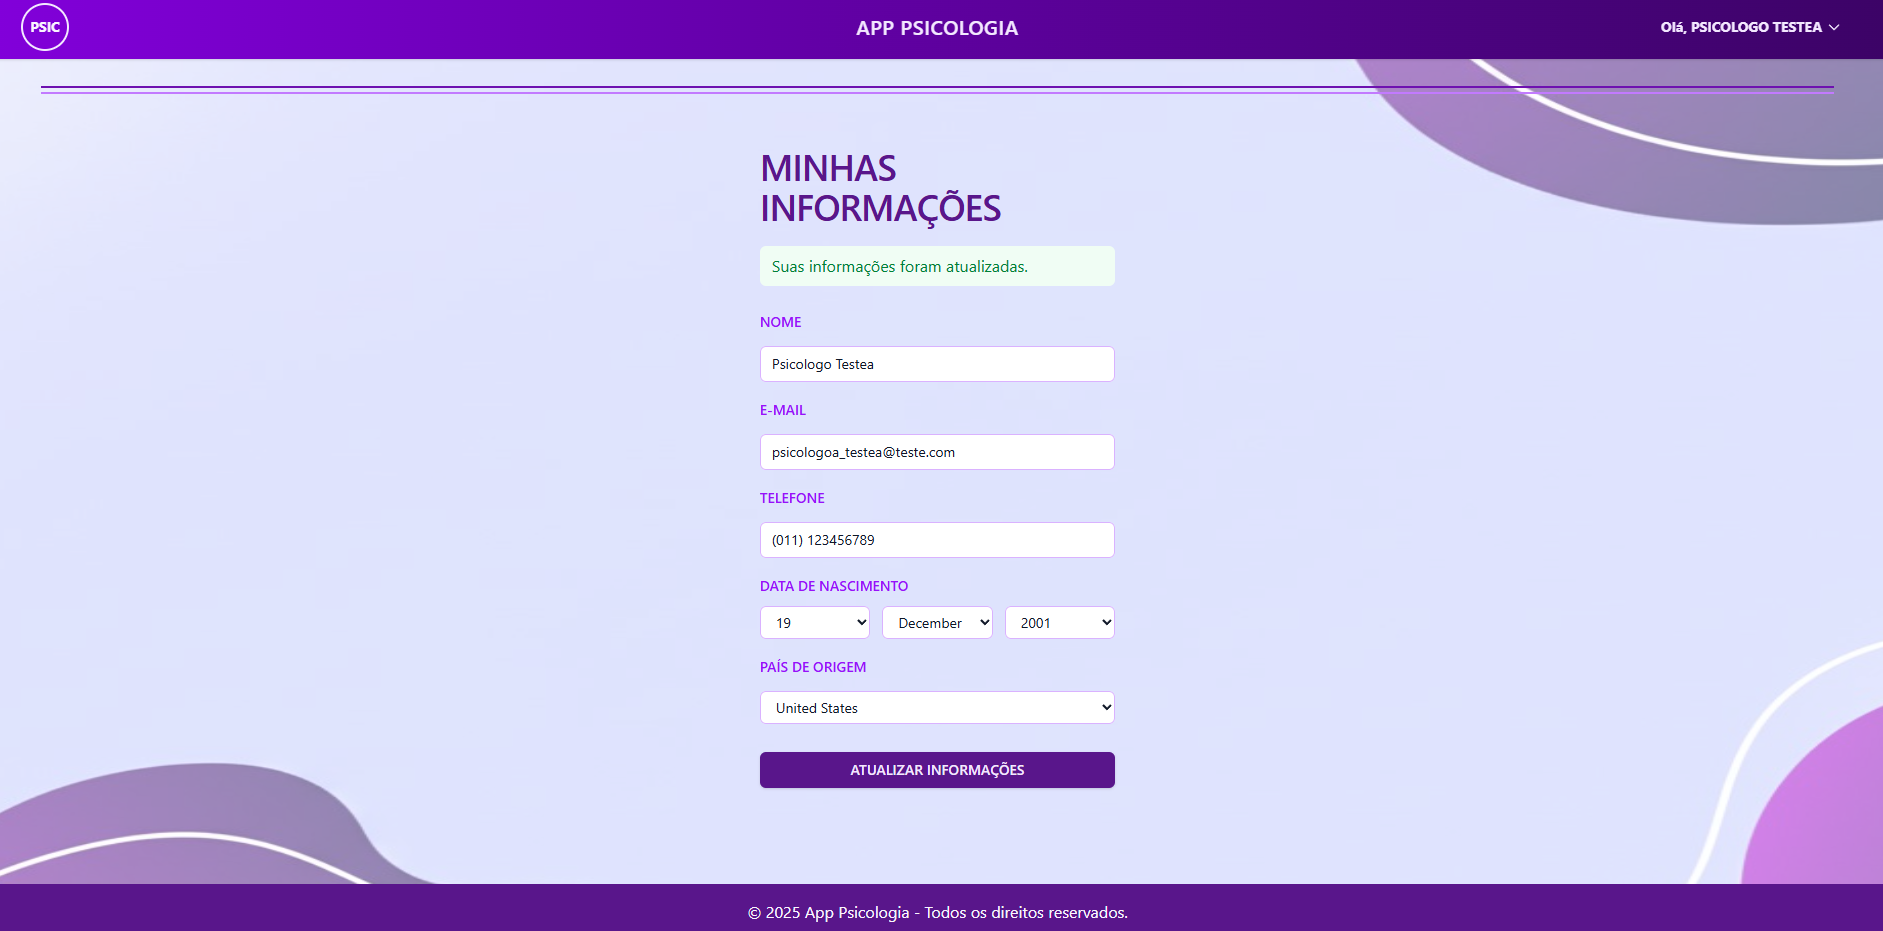 PSIC
APP PSICOLOGIA
Olá, PSICOLOGO TESTEA
MINHAS
INFORMAÇÕES
Suas informações foram atualizadas.
NOME
Psicologo Testea
E-MAIL
psicologoa_testea@teste.com
TELEFONE
(011) 123456789
DATA DE NASCIMENTO
19 December 2001
PAÍS DE ORIGEM
United States
ATUALIZAR INFORMAÇÕES
© 2025 App Psicologia - Todos os direitos reservados.